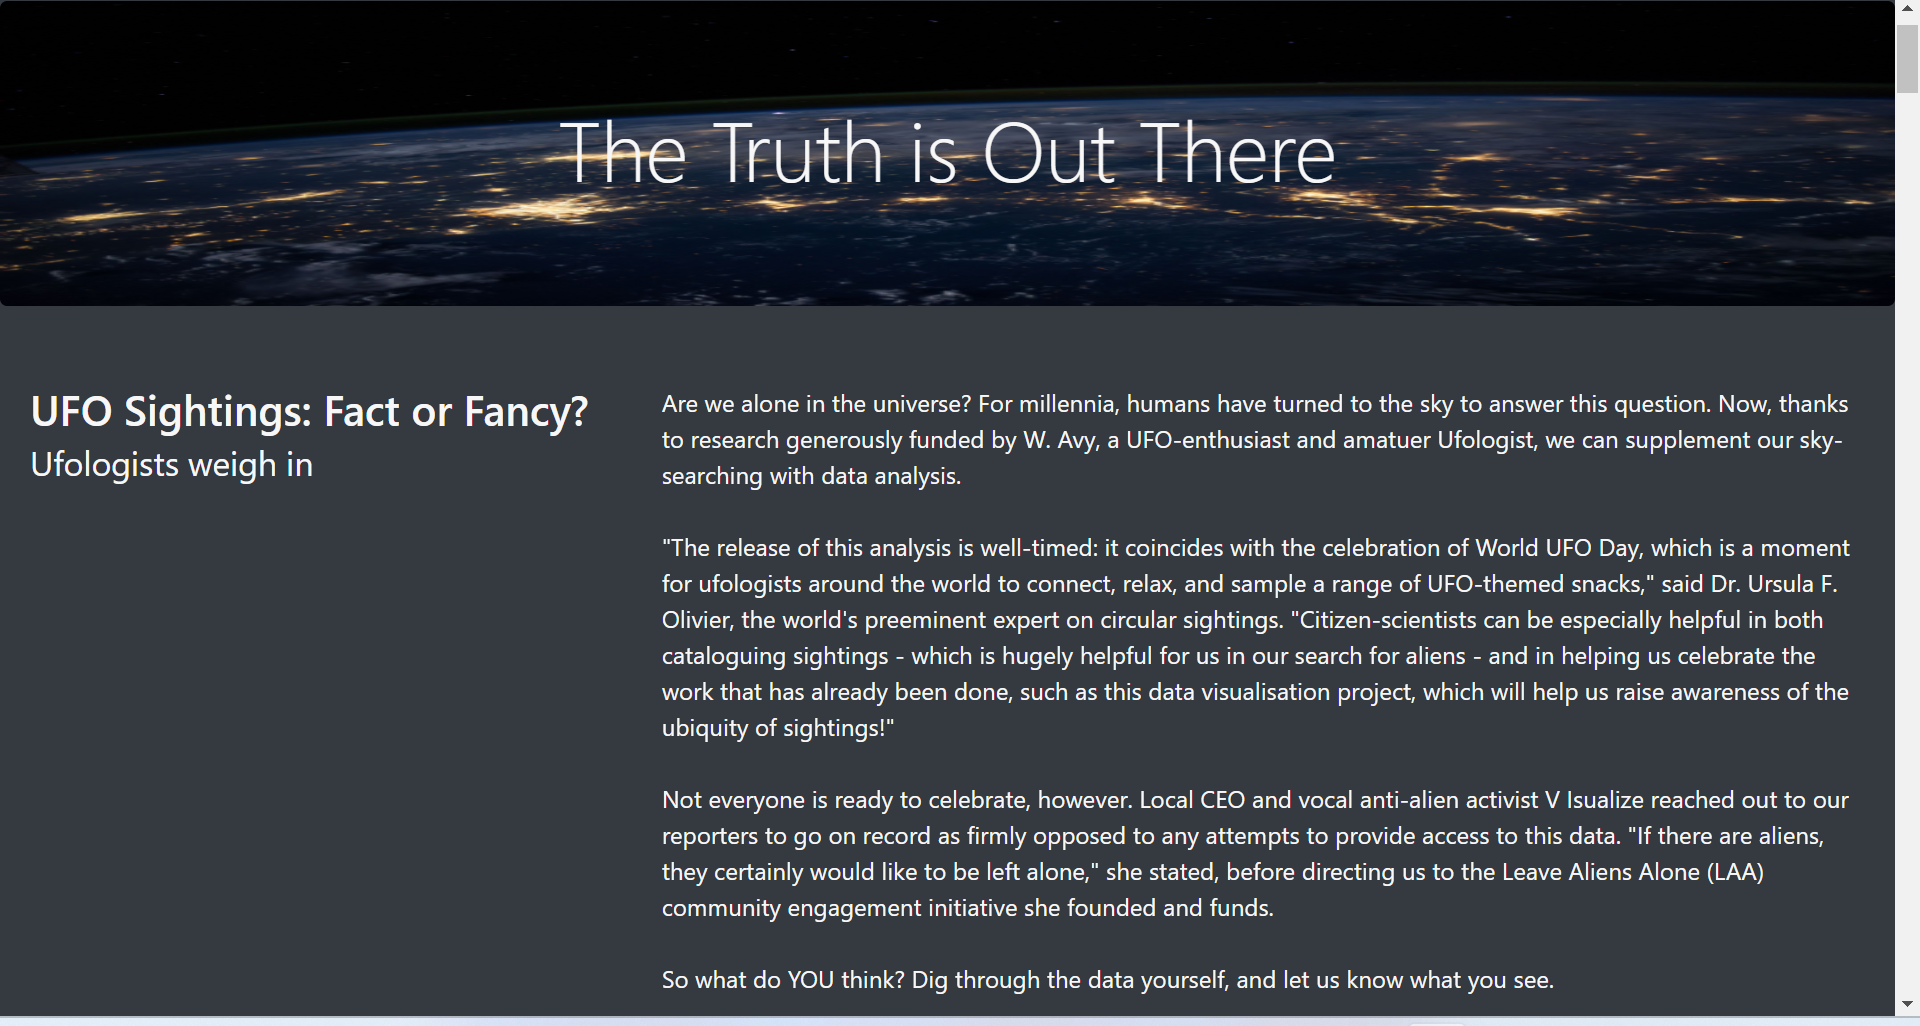 The Truth is Out There
UFO Sightings: Fact or Fancy?
Ufologists weigh in
Are we alone in the universe? For millennia, humans have turned to the sky to answer this question. Now, thanks
to research generously funded by W. Avy, a UFO-enthusiast and amatuer Ufologist, we can supplement our sky-
searching with data analysis.
"The release of this analysis is well-timed: it coincides with the celebration of World UFO Day, which is a moment
for ufologists around the world to connect, relax, and sample a range of UFO-themed snacks," said Dr. Ursula F.
Olivier, the world's preeminent expert on circular sightings. "Citizen-scientists can be especially helpful in both
cataloguing sightings - which is hugely helpful for us in our search for aliens - and in helping us celebrate the
work that has already been done, such as this data visualisation project, which will help us raise awareness of the
ubiquity of sightings!"
Not everyone is ready to celebrate, however. Local CEO and vocal anti-alien activist V Isualize reached out to our
reporters to go on record as firmly opposed to any attempts to provide access to this data. "If there are aliens,
they certainly would like to be left alone," she stated, before directing us to the Leave Aliens Alone (LAA)
community engagement initiative she founded and funds.
So what do YOU think? Dig through the data yourself, and let us know what you see.